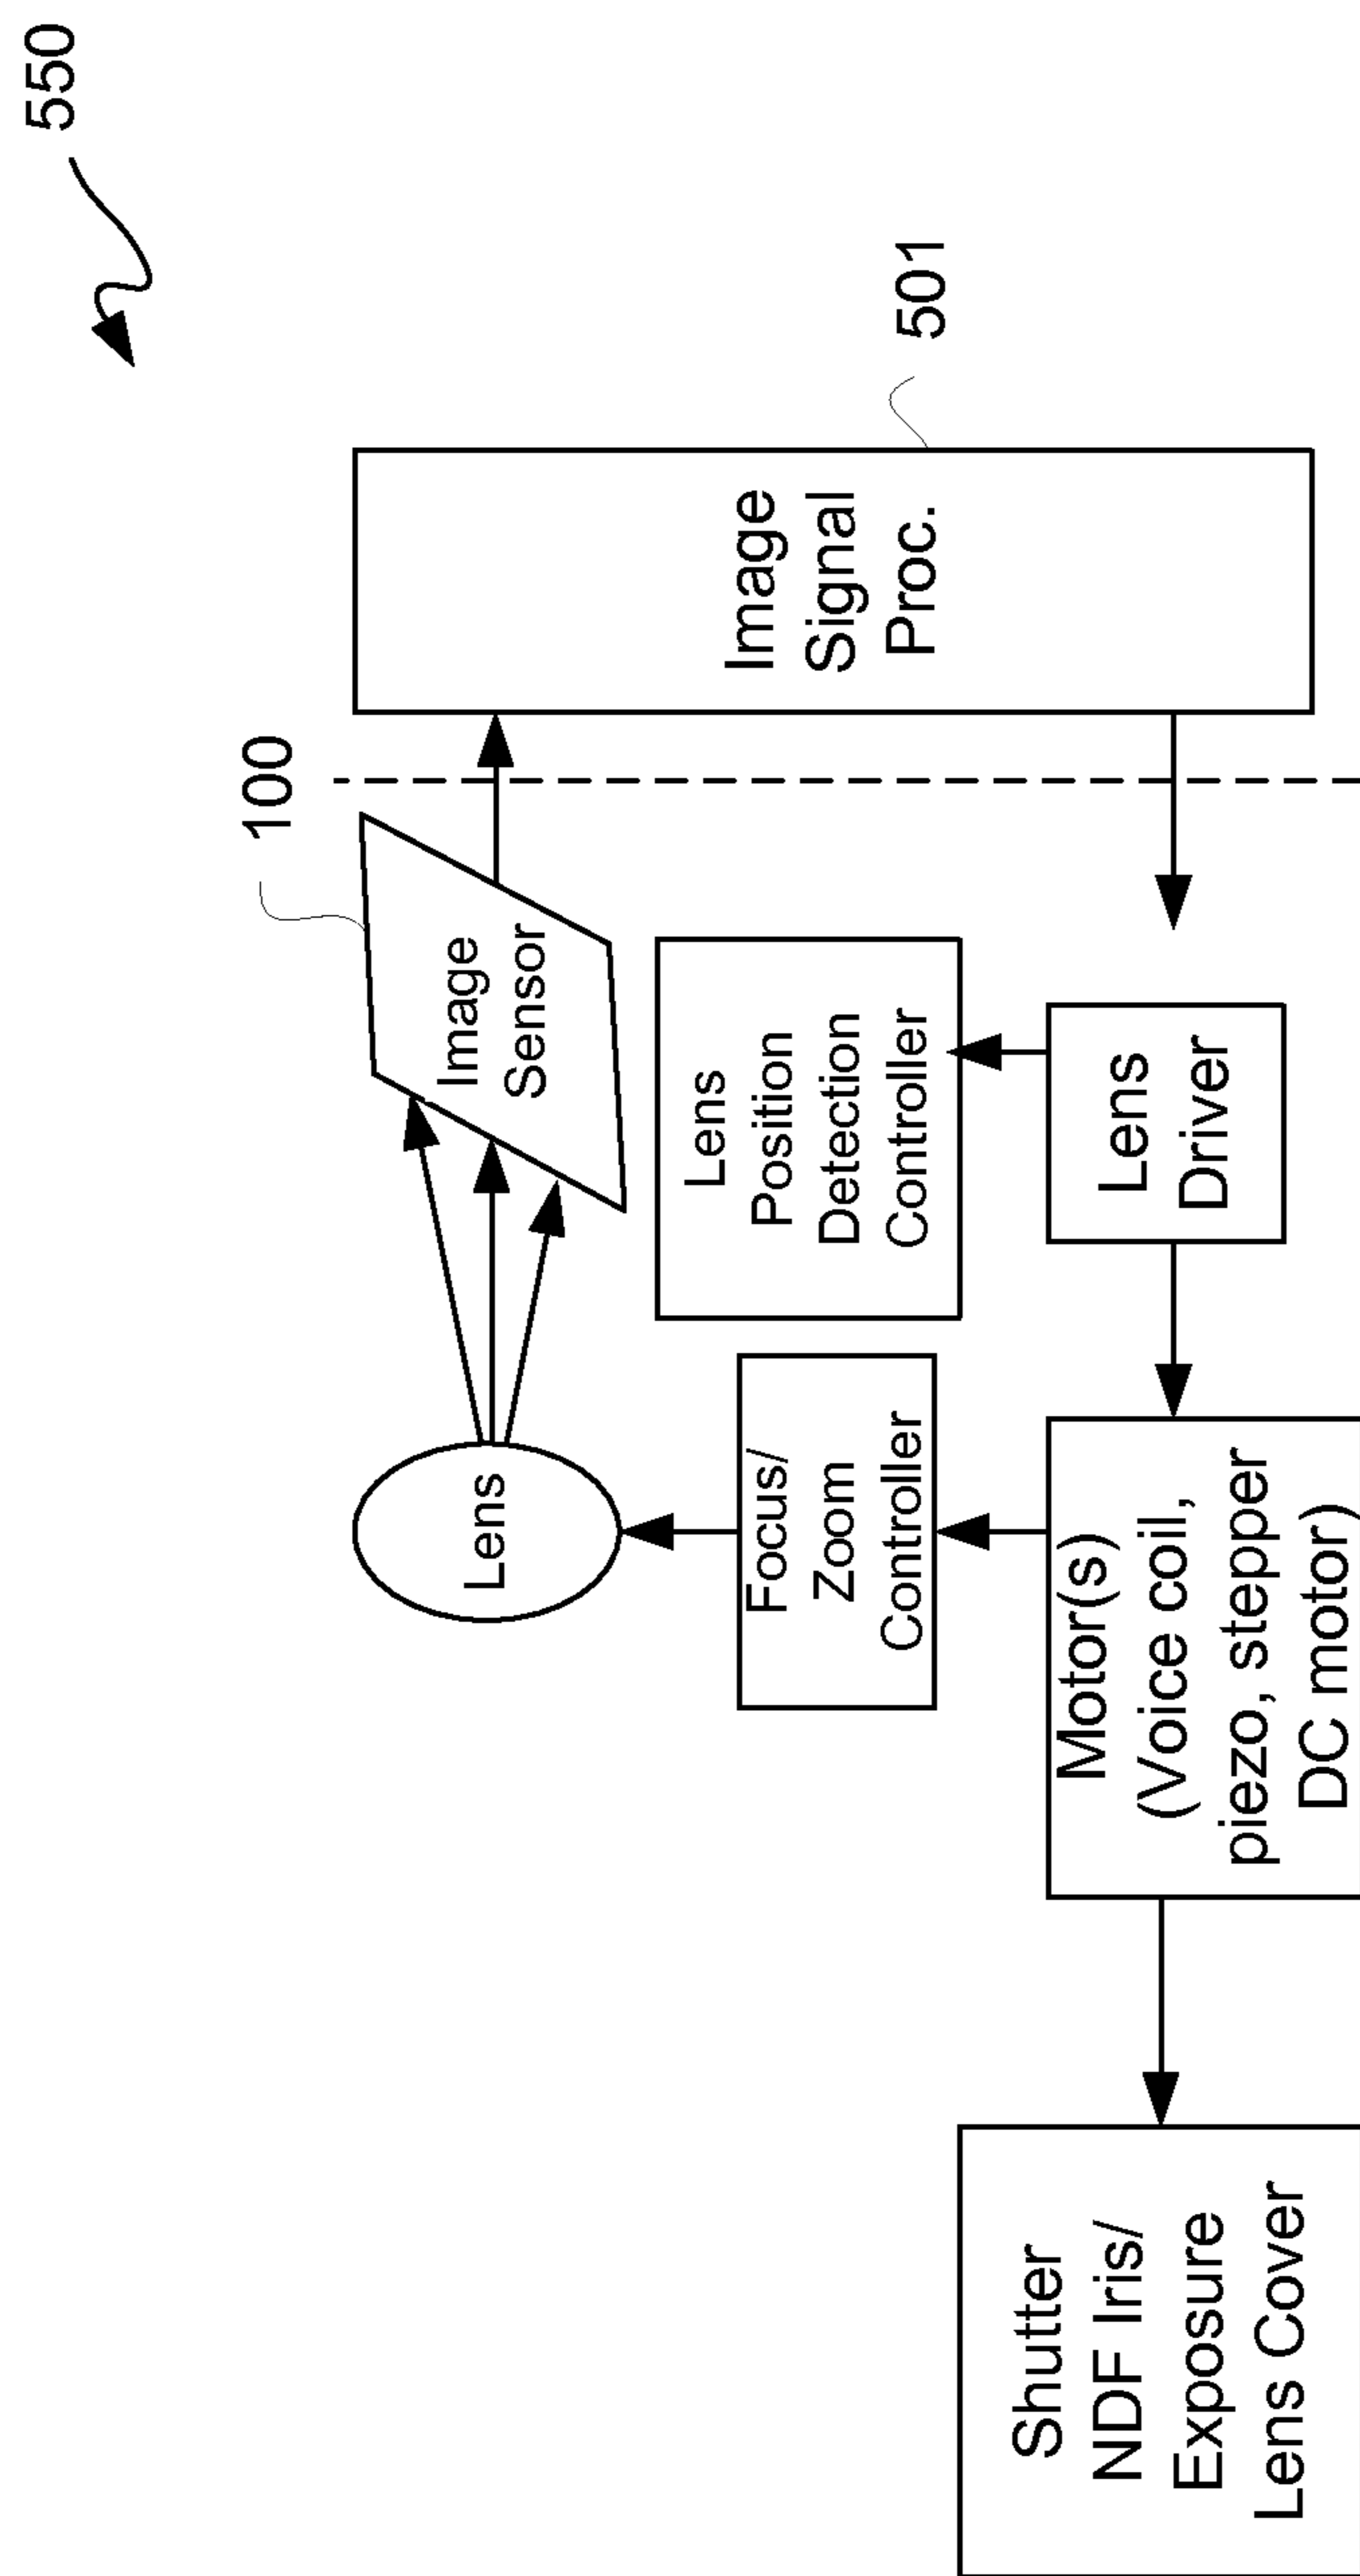 550
100
501
Image
Signal
Proc.
Image
Sensor
Lens
Position
Detection
Controller
Lens
Driver
Lens
Focus/
Zoom
Controller
Motor(s)
(Voice coil,
piezo, stepper
DC motor)
Shutter
NDF Iris/
Exposure
Lens Cover